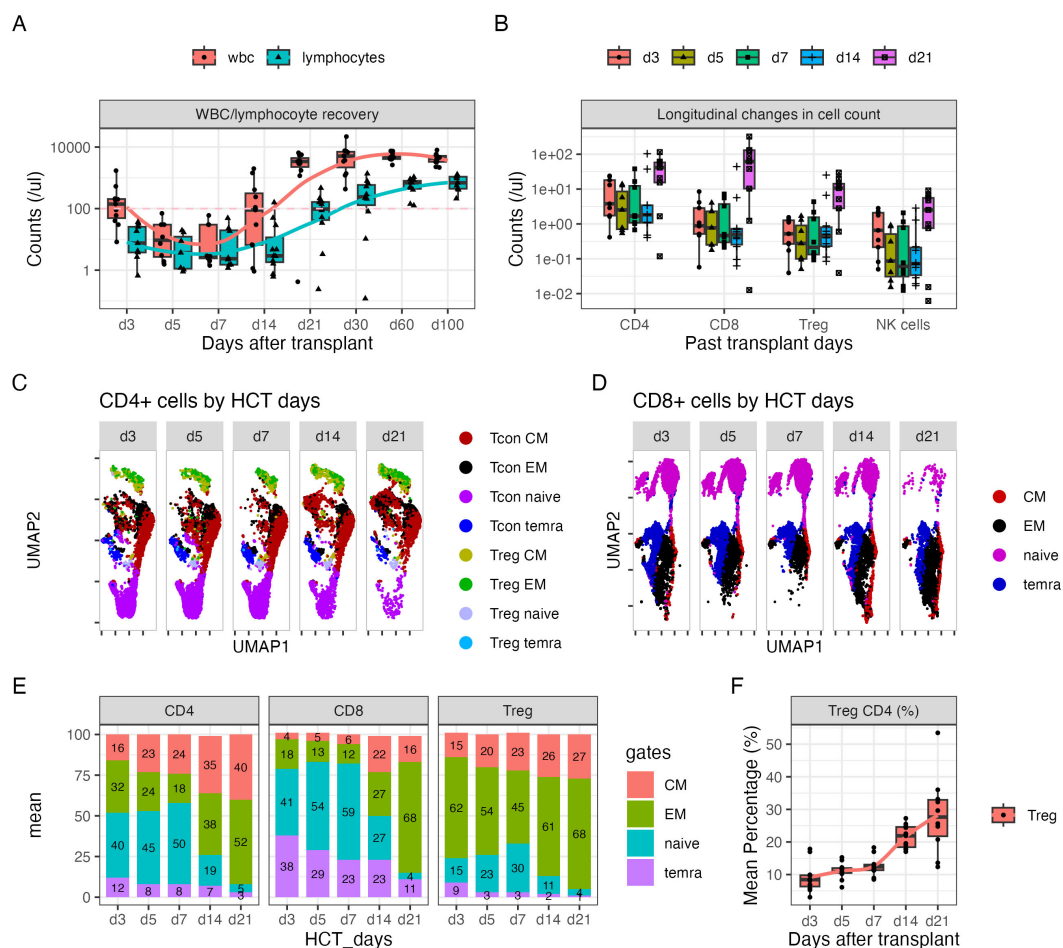 A
wbc lymphocytes
WBC/lymphocyte recovery
Counts (/ul)
10000
100
1
d3 d5 d7 d14 d21 d30 d60 d100
Days after transplant
B
d3 d5 d7 d14 d21
Longitudinal changes in cell count
Counts (/ul)
1e+02
1e+01
1e+00
1e-01
1e-02
CD4 CD8 Treg NK cells
Past transplant days
C
CD4+ cells by HCT days
d3 d5 d7 d14 d21
UMAP2
UMAP1
Tcon CM
Tcon EM
Tcon naive
Tcon temra
Treg CM
Treg EM
Treg naive
Treg temra
D
CD8+ cells by HCT days
d3 d5 d7 d14 d21
UMAP2
UMAP1
CM
EM
naive
temra
E
CD4 CD8 Treg
mean
100
75
50
25
0
16 23 24 35 40
32 24 18 38 52
40 45 50 19 5
12 8 8 7 3
4 5 6 22 16
18 13 12 27 68
41 54 59 27 4
38 29 23 23 11
15 20 23 26 27
62 54 45 61 68
15 23 30 11 4
9 3 3 2 1
d3 d5 d7 d14 d21 d3 d5 d7 d14 d21 d3 d5 d7 d14 d21
HCT_days
gates
CM
EM
naive
temra
F
Treg CD4 (%)
Mean Percentage (%)
50
40
30
20
10
d3 d5 d7 d14 d21
Days after transplant
Treg